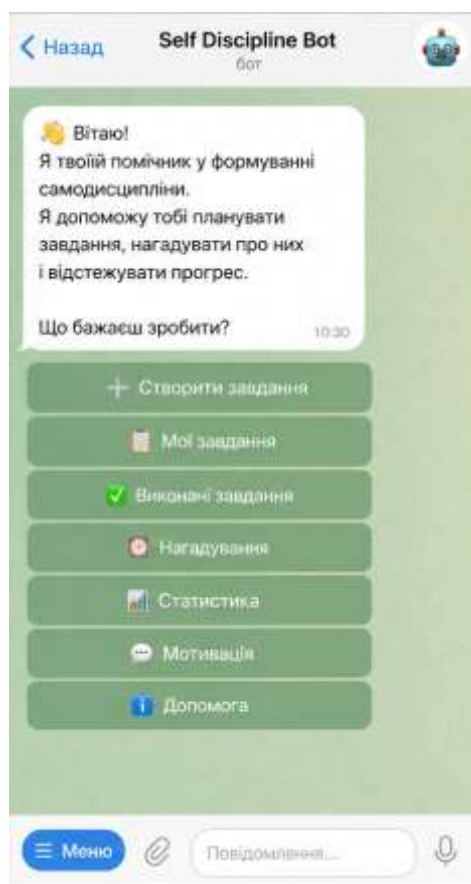 Назад
Self Discipline Bot
бот
👋 Вітаю!
Я твоїй помічник у формуванні
самодисципліни.
Я допоможу тобі планувати
завдання, нагадувати про них
і відстежувати прогрес.
Що бажаєш зробити?
10:30
Створити завдання
Мої завдання
Виконані завдання
Нагадування
Статистика
Мотивація
Допомога
Меню
Повідомлення...